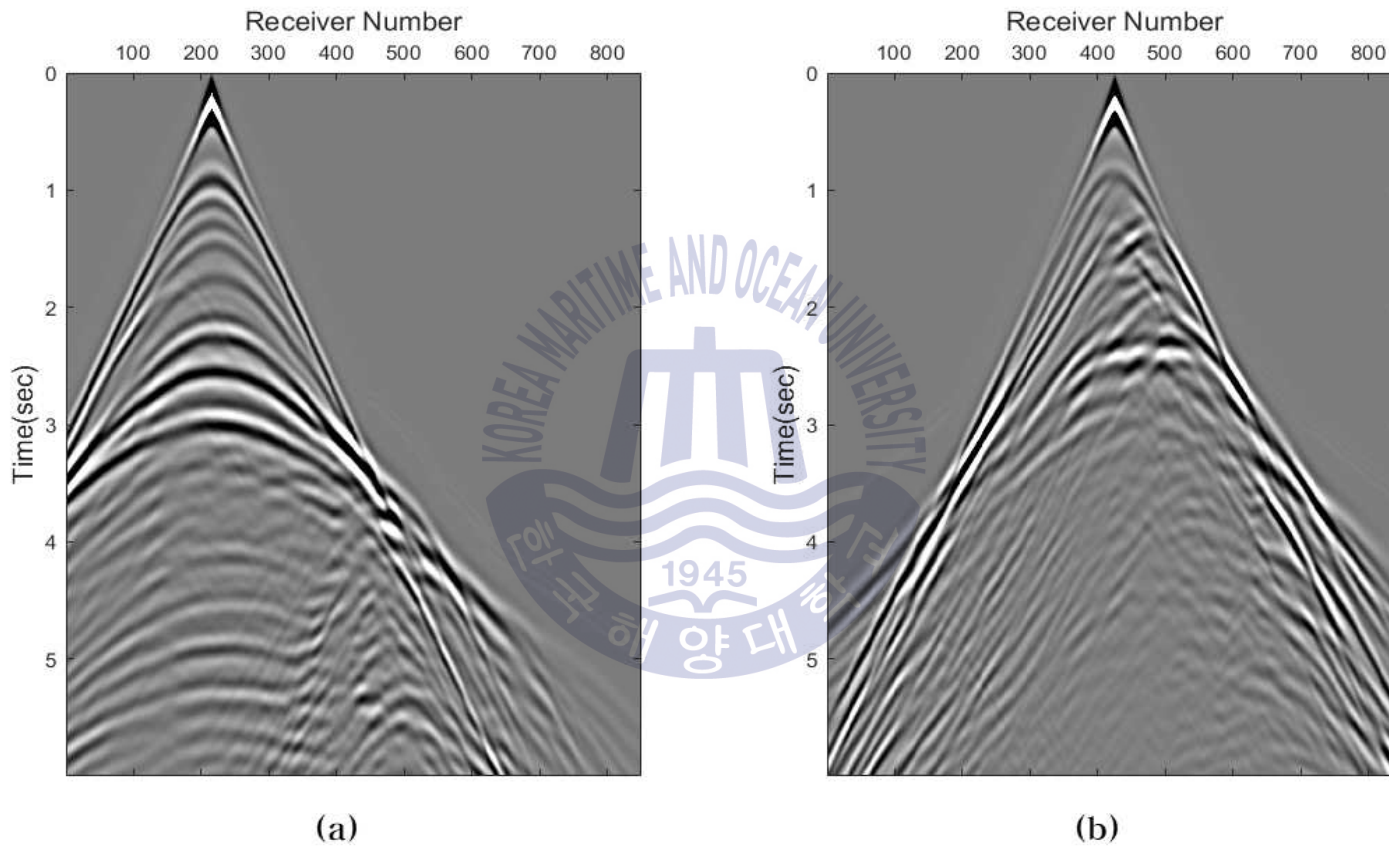 Receiver Number
100 200 300 400 500 600 700 800
0
1
2
3
4
5
Time(sec)
(a)
Receiver Number
100 200 300 400 500 600 700 800
0
1
2
3
4
5
Time(sec)
(b)
KOREA MARITIME AND OCEAN UNIVERSITY
1945
한국해양대학교